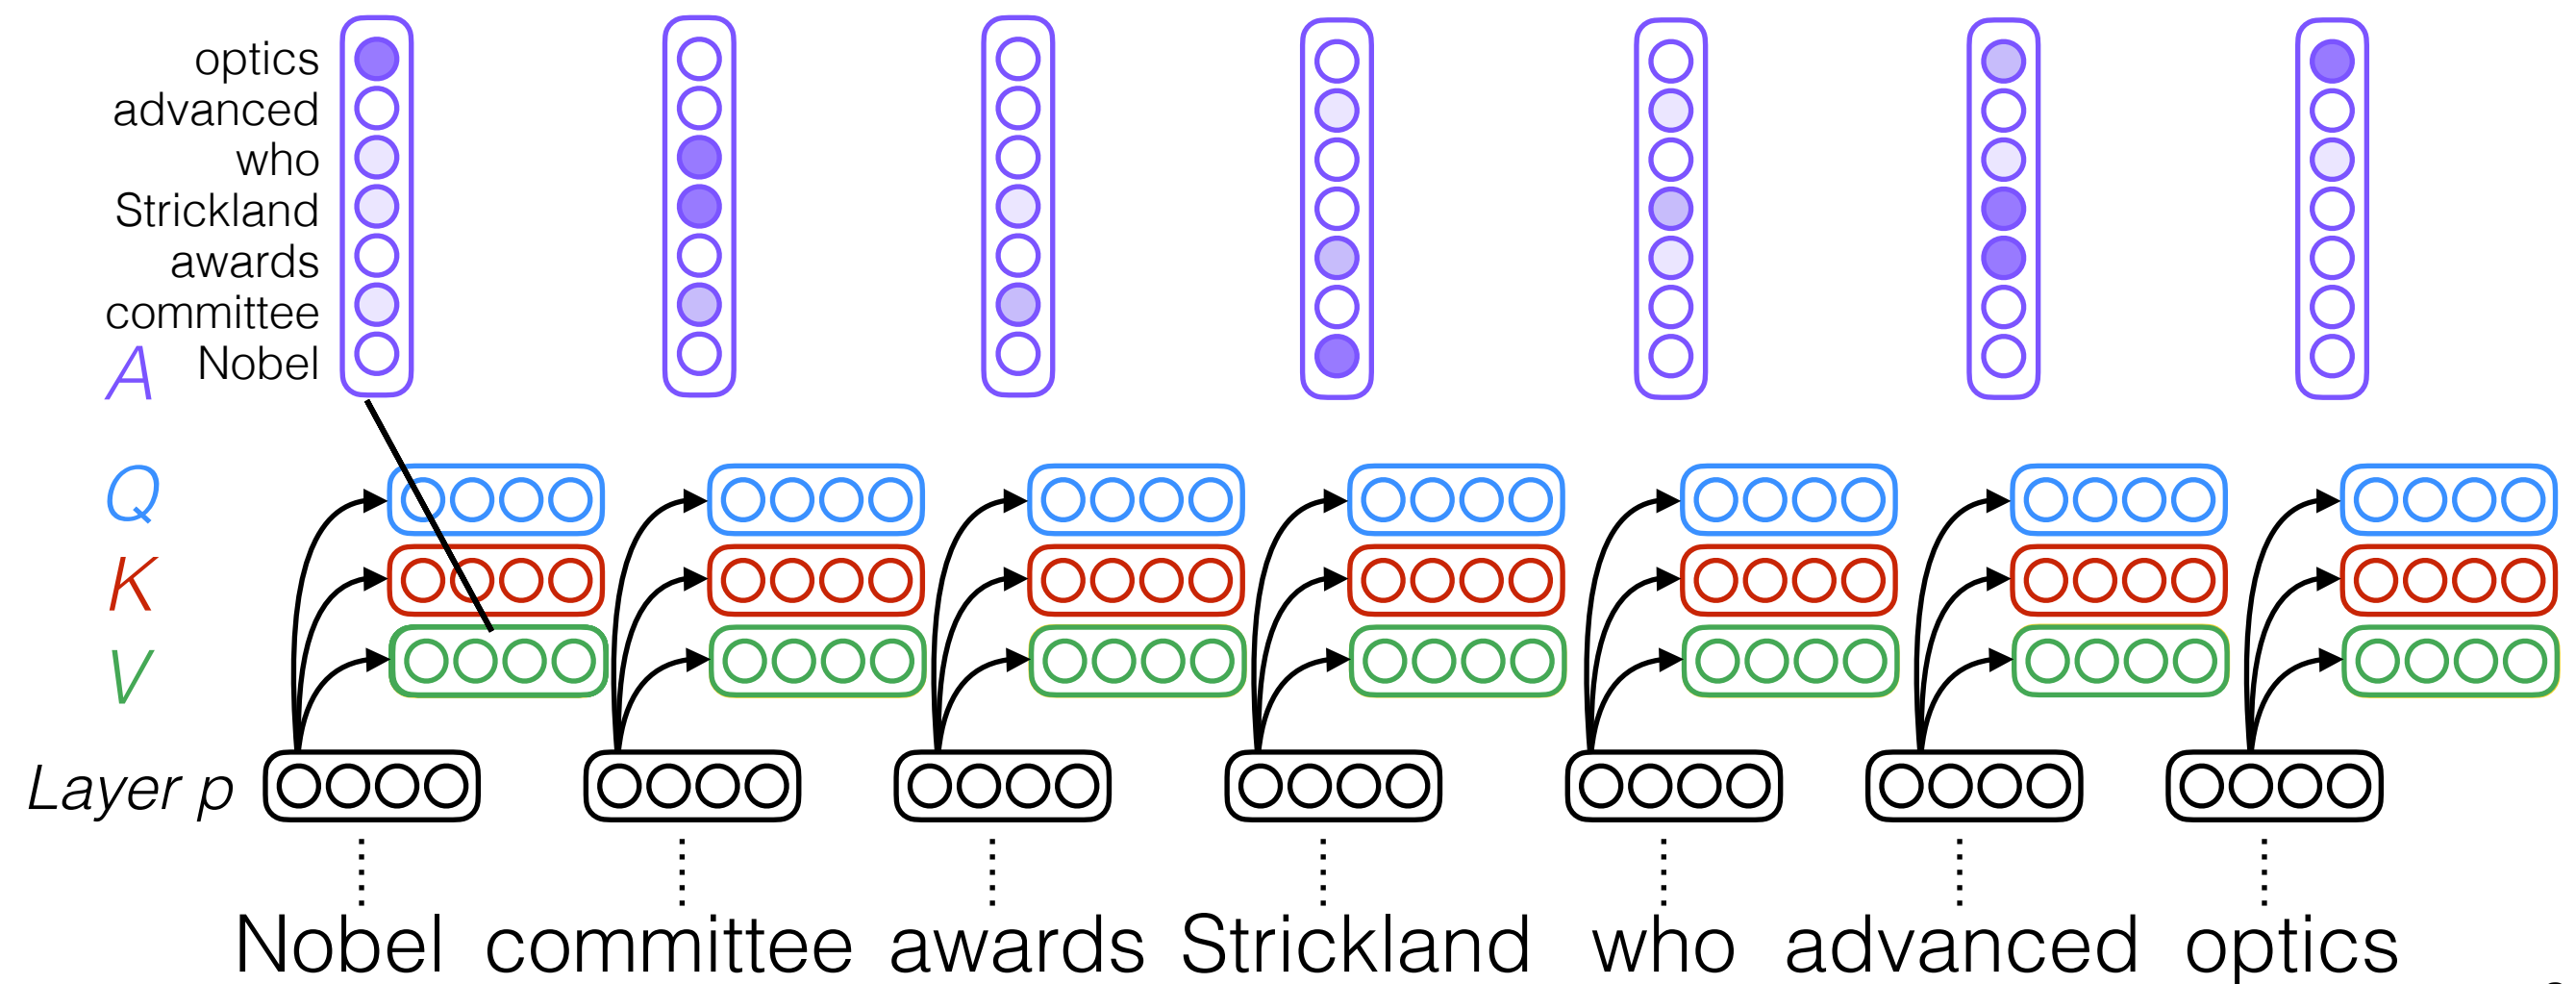 optics
advanced
who
Strickland
awards
committee
A Nobel
Q
K
V
Layer p
Nobel committee awards Strickland who advanced optics